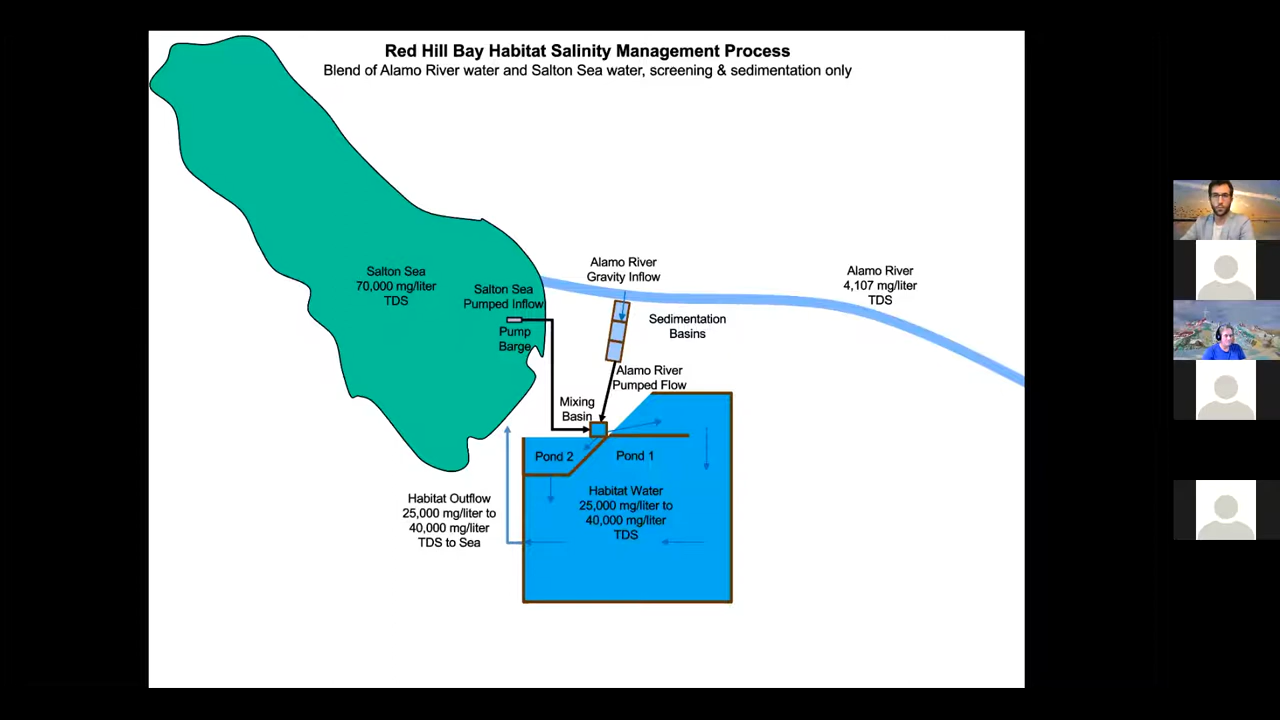 Red Hill Bay Habitat Salinity Management Process
Blend of Alamo River water and Salton Sea water, screening & sedimentation only
Alamo River
Gravity Inflow
Salton Sea
70,000 mg/liter
TDS
Alamo River
4,107 mg/liter
TDS
Salton Sea
Pumped Inflow
Pump
Barge
Sedimentation
Basins
Alamo River
Pumped Flow
Mixing
Basin
Pond 2
Pond 1
Habitat Water
25,000 mg/liter to
40,000 mg/liter
TDS
Habitat Outflow
25,000 mg/liter to
40,000 mg/liter
TDS to Sea